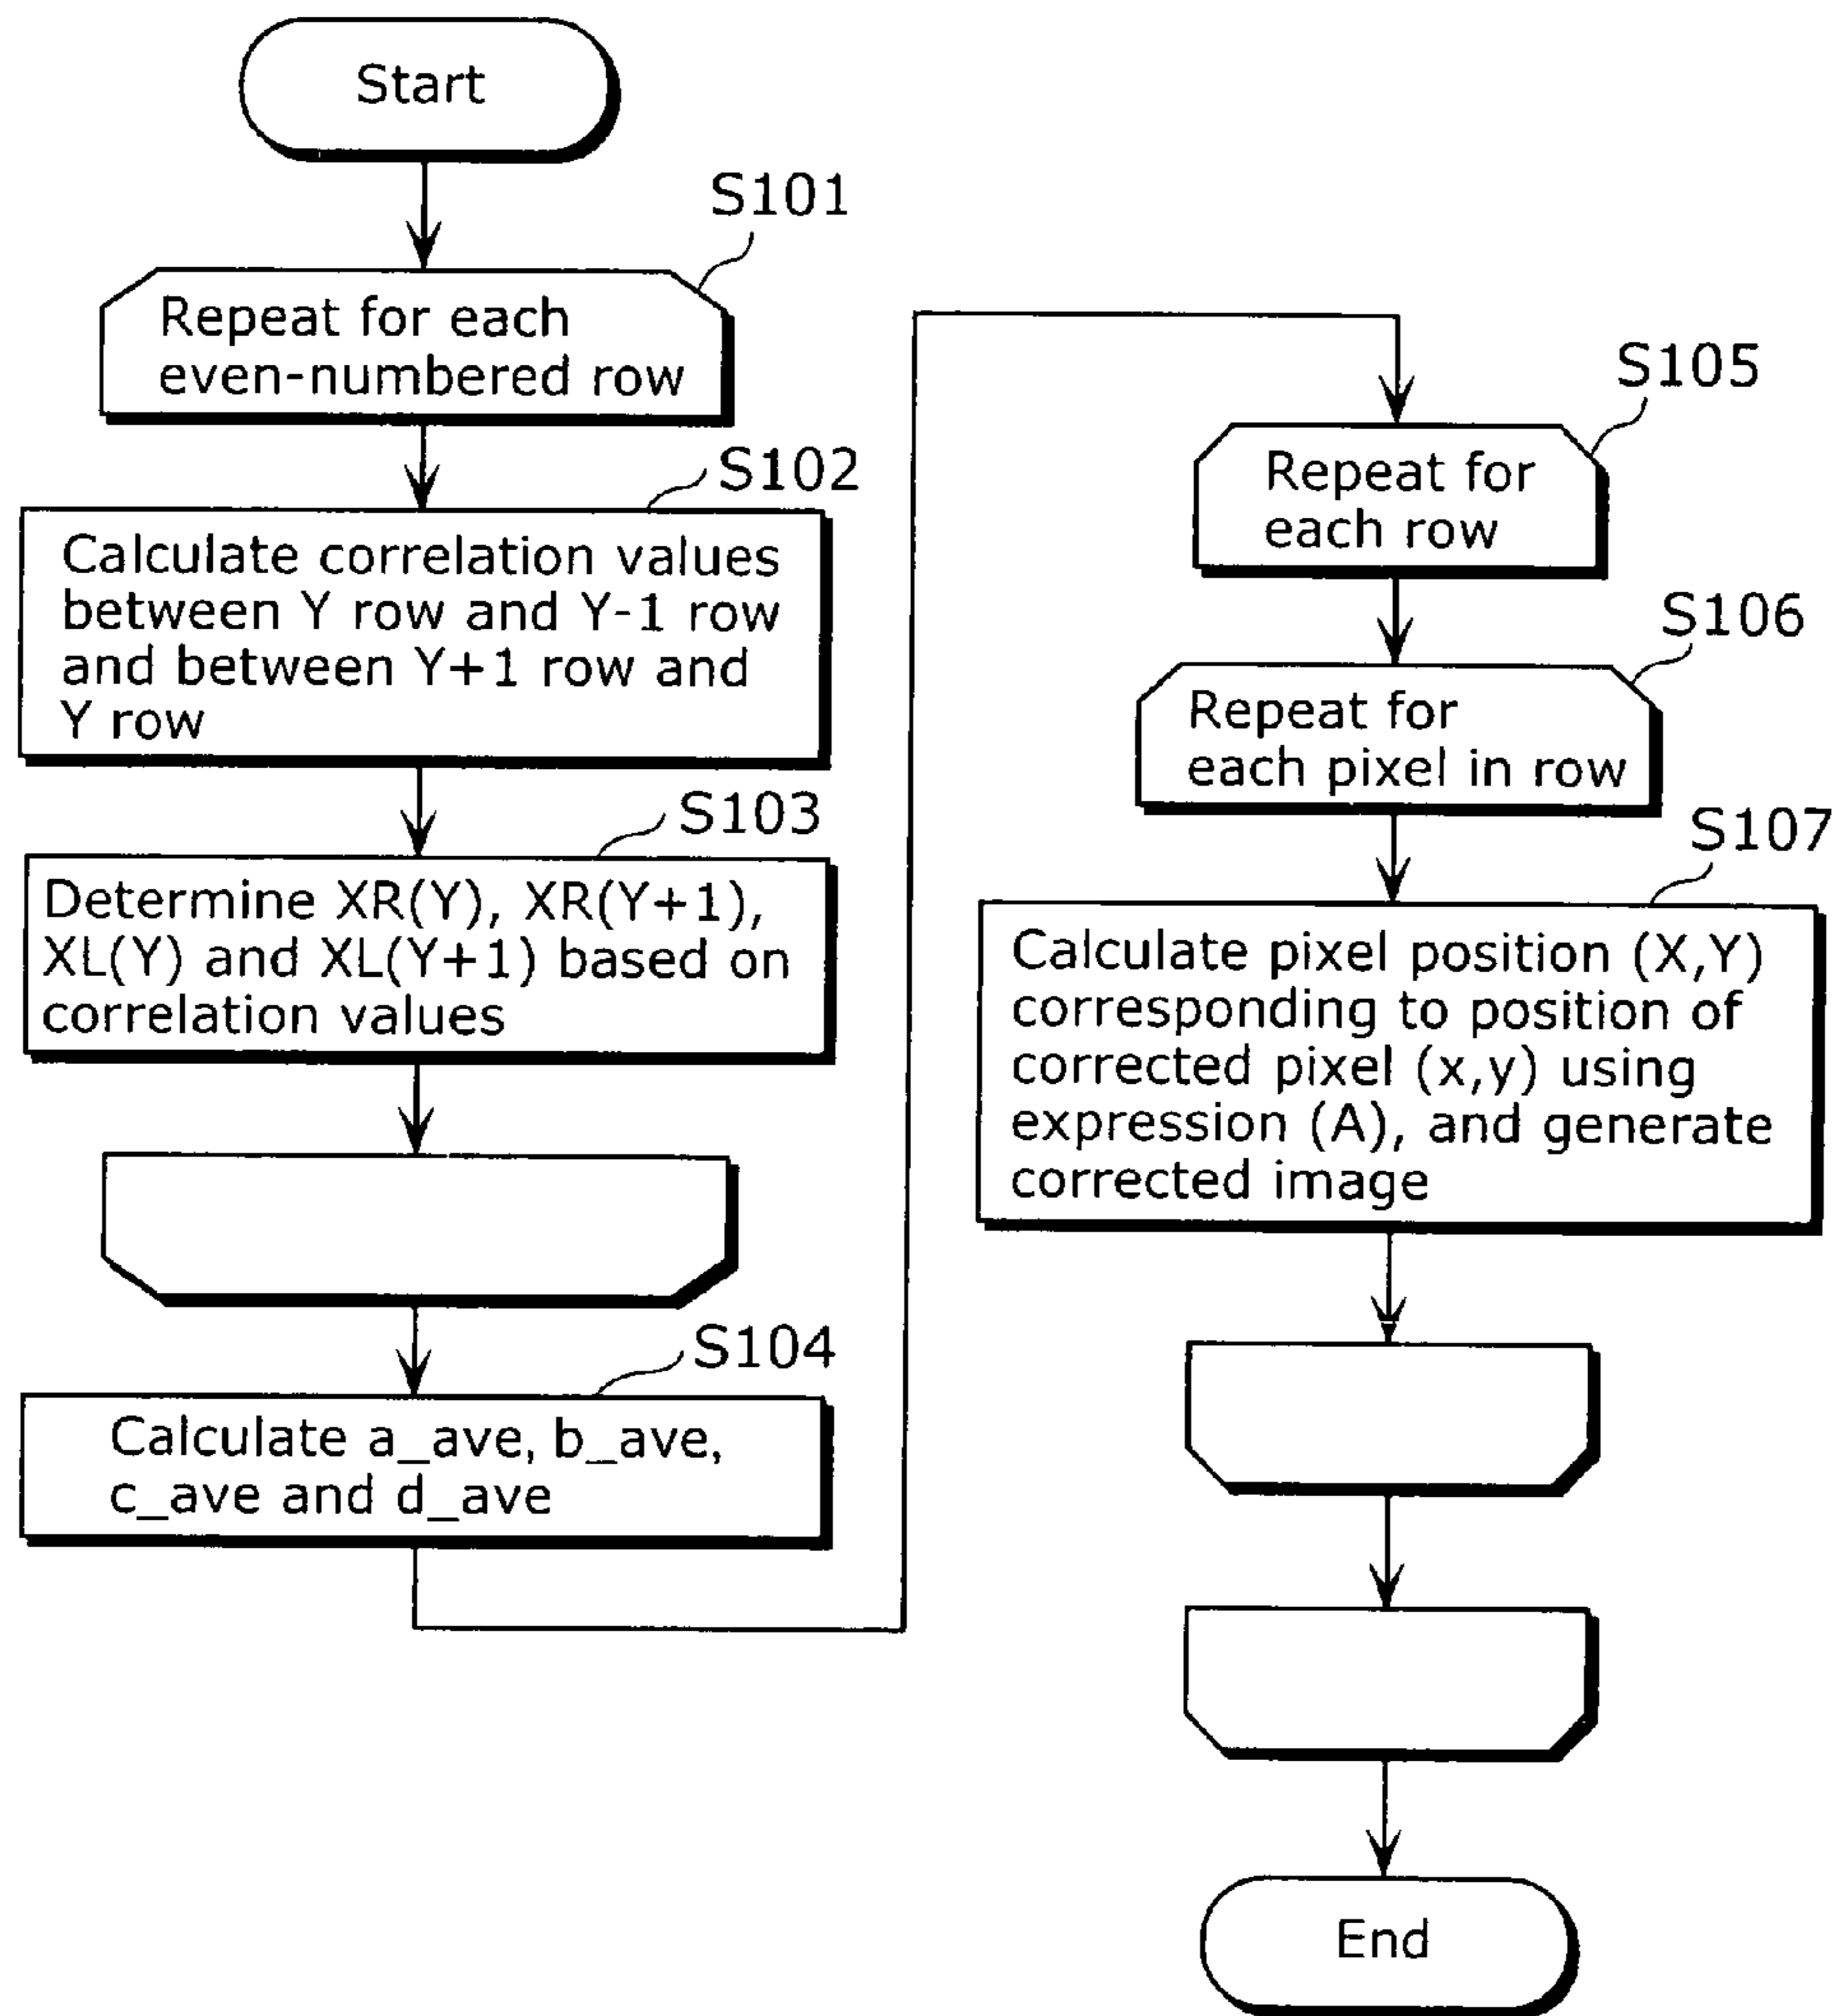 Start
S101
Repeat for each
even-numbered row
S102
Calculate correlation values
between Y row and Y-1 row
and between Y+1 row and
Y row
S103
Determine XR(Y), XR(Y+1),
XL(Y) and XL(Y+1) based on
correlation values
S104
Calculate a_ave, b_ave,
c_ave and d_ave
S105
Repeat for
each row
S106
Repeat for
each pixel in row
S107
Calculate pixel position (X,Y)
corresponding to position of
corrected pixel (x,y) using
expression (A), and generate
corrected image
End